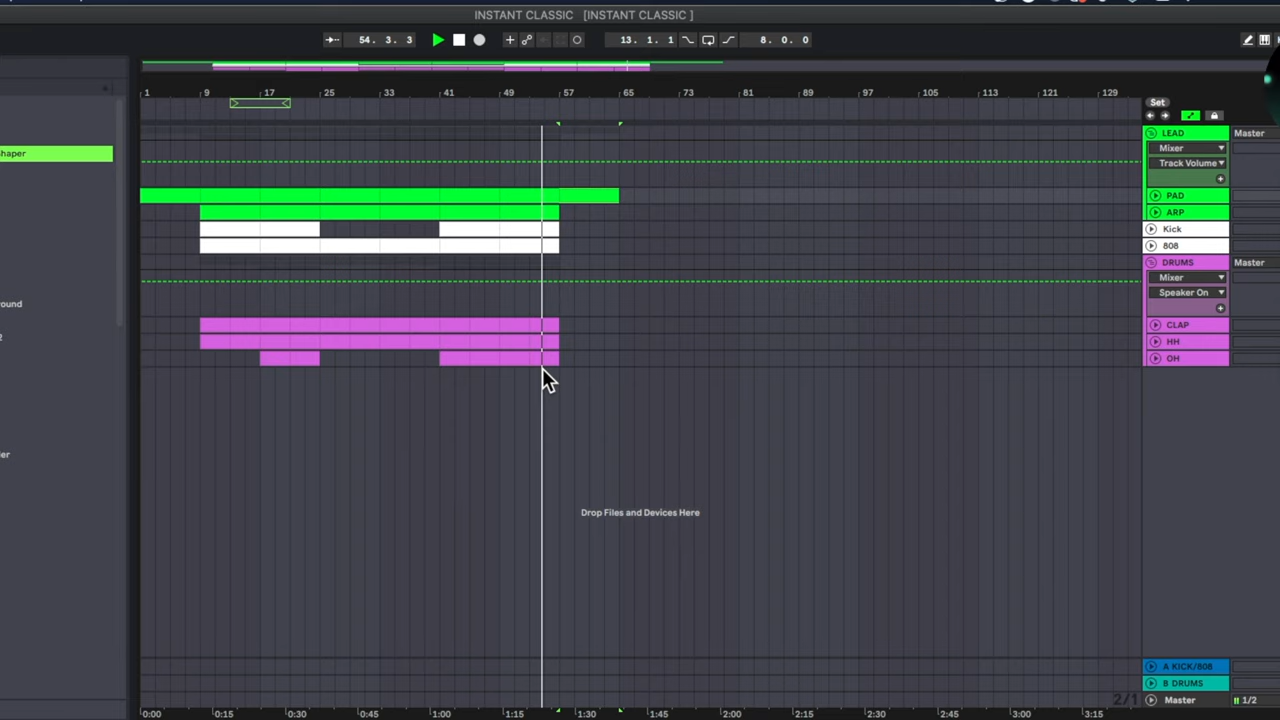 INSTANT CLASSIC [INSTANT CLASSIC ]
54. 3. 3
13. 1. 1
8. 0. 0
1 9 17 25 33 41 49 57 65 73 81 89 97 105 113 121 129
Set
haper
LEAD Master
Mixer
Track Volume
PAD
ARP
Kick
808
DRUMS Master
Mixer
Speaker On
ound
CLAP
2
HH
OH
ler
Drop Files and Devices Here
A KICK/808
B DRUMS
2/1
Master 1/2
0:00 0:15 0:30 0:45 1:00 1:15 1:30 1:45 2:00 2:15 2:30 2:45 3:00 3:15